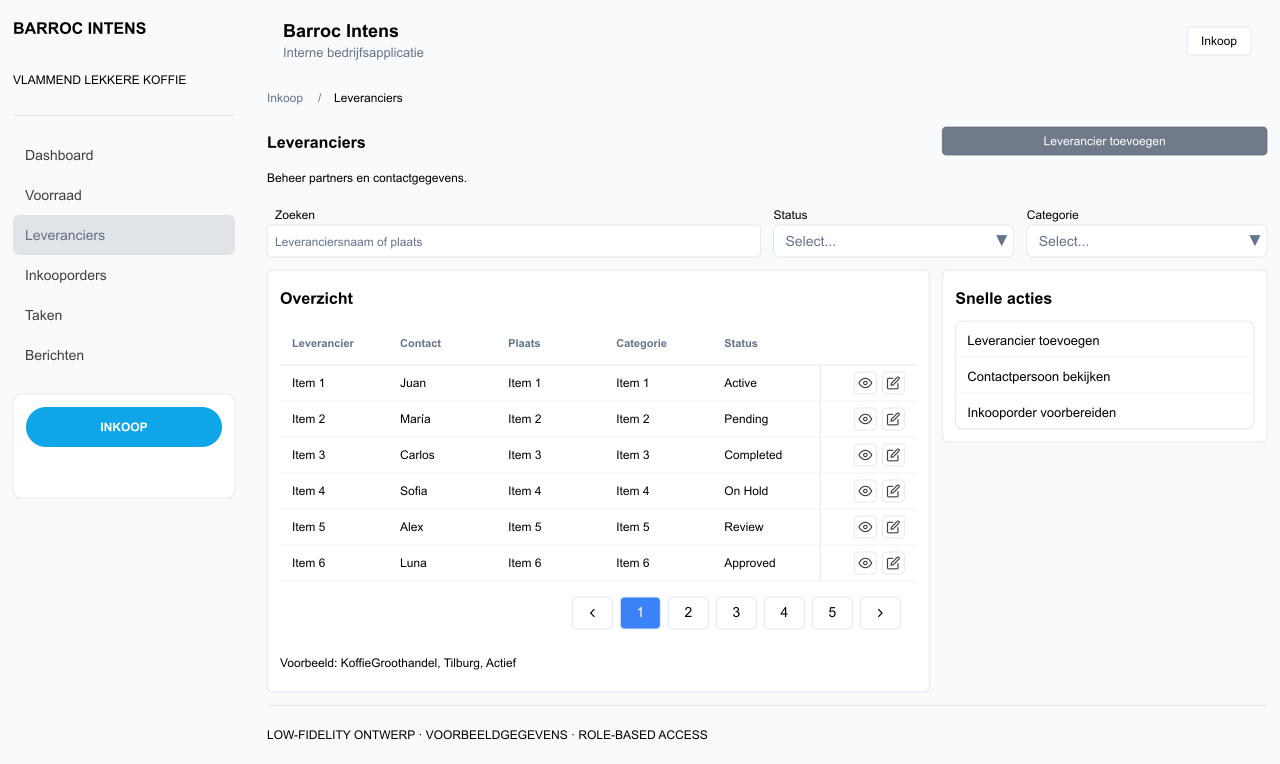 BARROC INTENS
VLAMMEND LEKKERE KOFFIE
Dashboard
Voorraad
Leveranciers
Inkooporders
Taken
Berichten
INKOOP
Barroc Intens
Interne bedrijfsapplicatie
Inkoop
Inkoop / Leveranciers
Leveranciers
Leverancier toevoegen
Beheer partners en contactgegevens.
Zoeken Status Categorie
Leveranciersnaam of plaats Select... Select...
Overzicht
Leverancier Contact Plaats Categorie Status
Item 1 Juan Item 1 Item 1 Active
Item 2 María Item 2 Item 2 Pending
Item 3 Carlos Item 3 Item 3 Completed
Item 4 Sofia Item 4 Item 4 On Hold
Item 5 Alex Item 5 Item 5 Review
Item 6 Luna Item 6 Item 6 Approved
1 2 3 4 5
Voorbeeld: KoffieGroothandel, Tilburg, Actief
Snelle acties
Leverancier toevoegen
Contactpersoon bekijken
Inkooporder voorbereiden
LOW-FIDELITY ONTWERP · VOORBEELDGEGEVENS · ROLE-BASED ACCESS